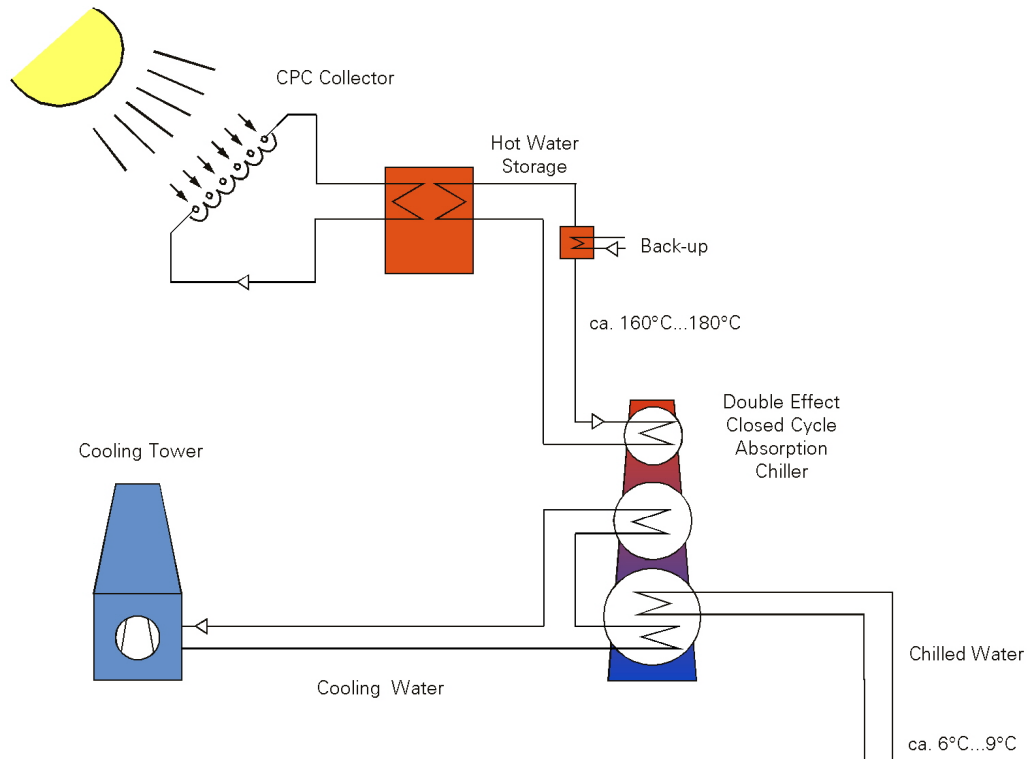 CPC Collector
Hot Water
Storage
Back-up
ca. 160°C...180°C
Double Effect
Closed Cycle
Absorption
Chiller
Cooling Tower
Cooling Water
Chilled Water
ca. 6°C...9°C